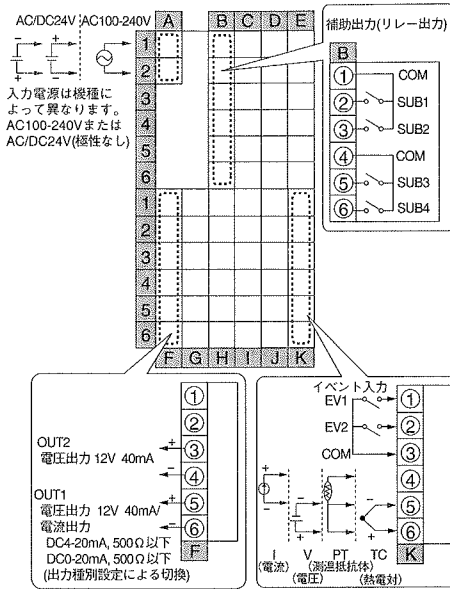 AC/DC24V AC100-240V
A B C D E
入力電源は機種に
よって異なります。
AC100-240Vまたは
AC/DC24V(極性なし)
1
2
3
4
5
6
1
2
3
4
5
6
F G H I J K
補助出力(リレー出力)
B
① COM
② SUB1
③ SUB2
④ COM
⑤ SUB3
⑥ SUB4
①
②
③
④
⑤
⑥
F
OUT2
電圧出力 12V 40mA
+
-
OUT1
電圧出力 12V 40mA/
電流出力
DC4-20mA, 500Ω以下
DC0-20mA, 500Ω以下
(出力種別設定による切換)
+
-
イベント入力
EV1
EV2
COM
①
②
③
④
⑤
⑥
K
I V PT TC
(電流) (測温抵抗体)
(電圧) (熱電対)